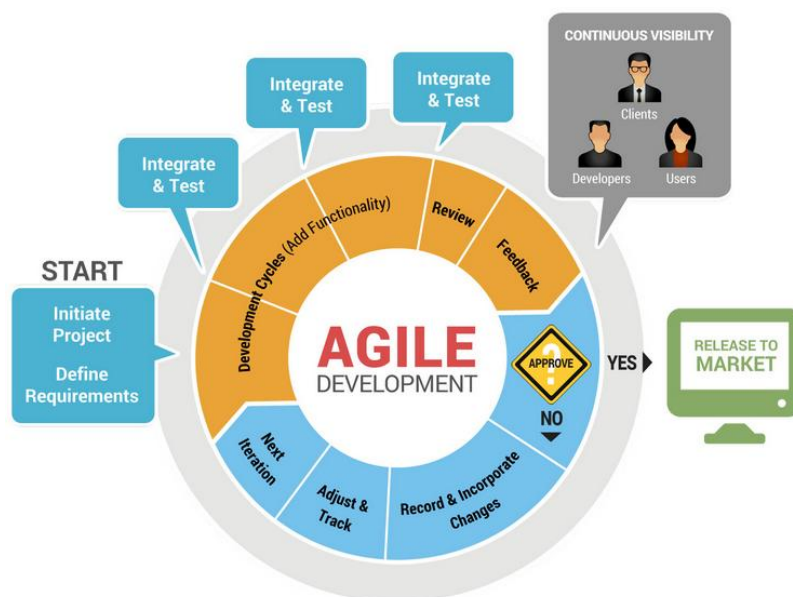 START
Initiate
Project
Define
Requirements
Integrate
& Test
Integrate
& Test
Integrate
& Test
CONTINUOUS VISIBILITY
Clients
Developers
Users
Development Cycles (Add Functionality)
Review
Feedback
AGILE
DEVELOPMENT
?
APPROVE
YES
NO
RELEASE TO
MARKET
Record & Incorporate
Changes
Adjust &
Track
Next
Iteration